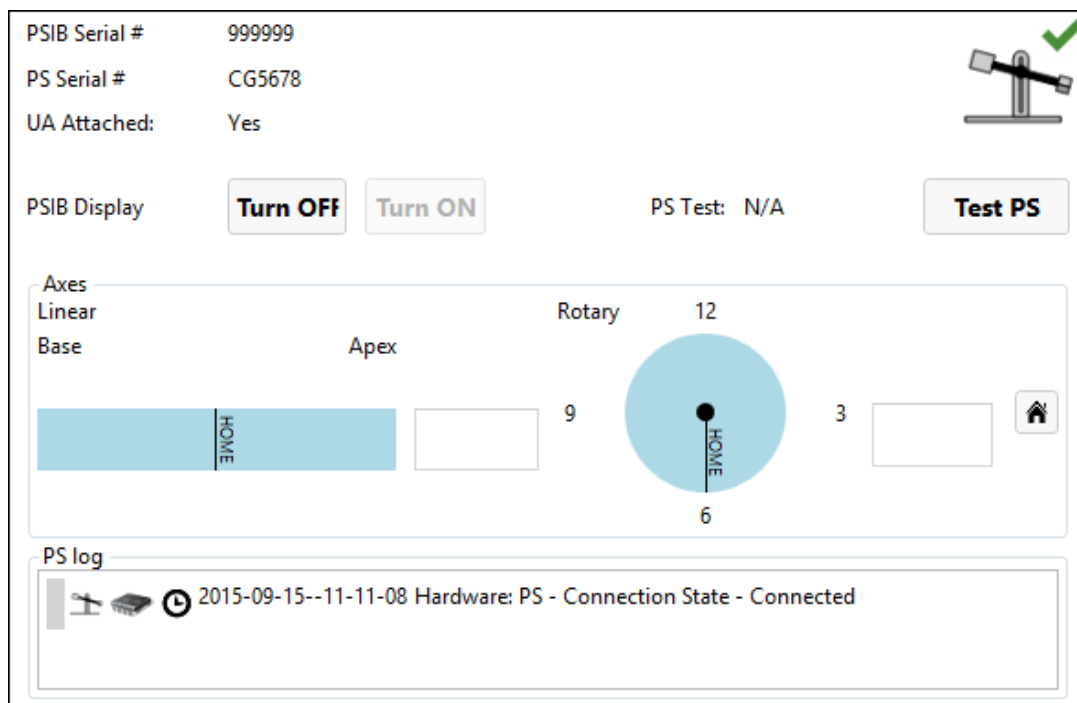 PSIB Serial # 999999
PS Serial # CG5678
UA Attached: Yes
PSIB Display Turn OFF Turn ON PS Test: N/A Test PS
Axes
Linear Rotary 12
Base Apex
HOME 9 HOME 3
6
PS log
2015-09-15--11-11-08 Hardware: PS - Connection State - Connected